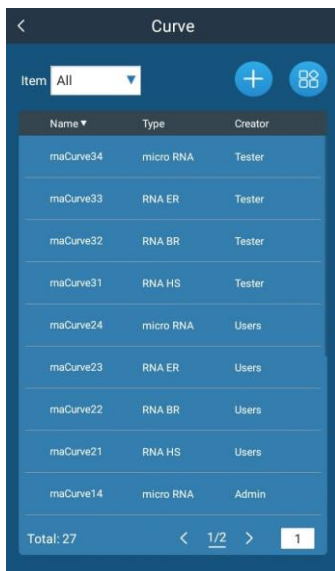 Curve
Item All
Name▼ Type Creator
rnaCurve34 micro RNA Tester
rnaCurve33 RNA ER Tester
rnaCurve32 RNA BR Tester
rnaCurve31 RNA HS Tester
rnaCurve24 micro RNA Users
rnaCurve23 RNA ER Users
rnaCurve22 RNA BR Users
rnaCurve21 RNA HS Users
rnaCurve14 micro RNA Admin
Total: 27 < 1/2 > 1